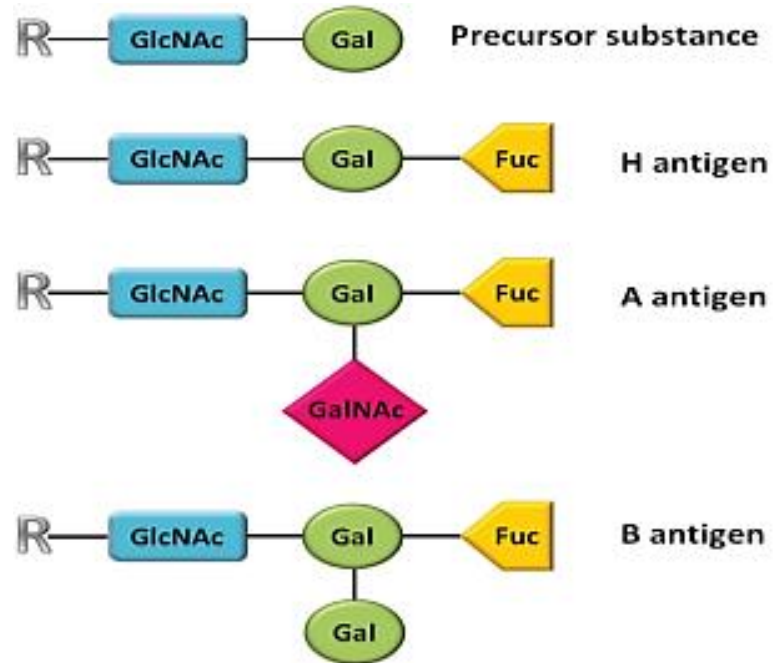 R GlcNAc Gal Precursor substance
R GlcNAc Gal Fuc H antigen
R GlcNAc Gal Fuc A antigen
GalNAc
R GlcNAc Gal Fuc B antigen
Gal